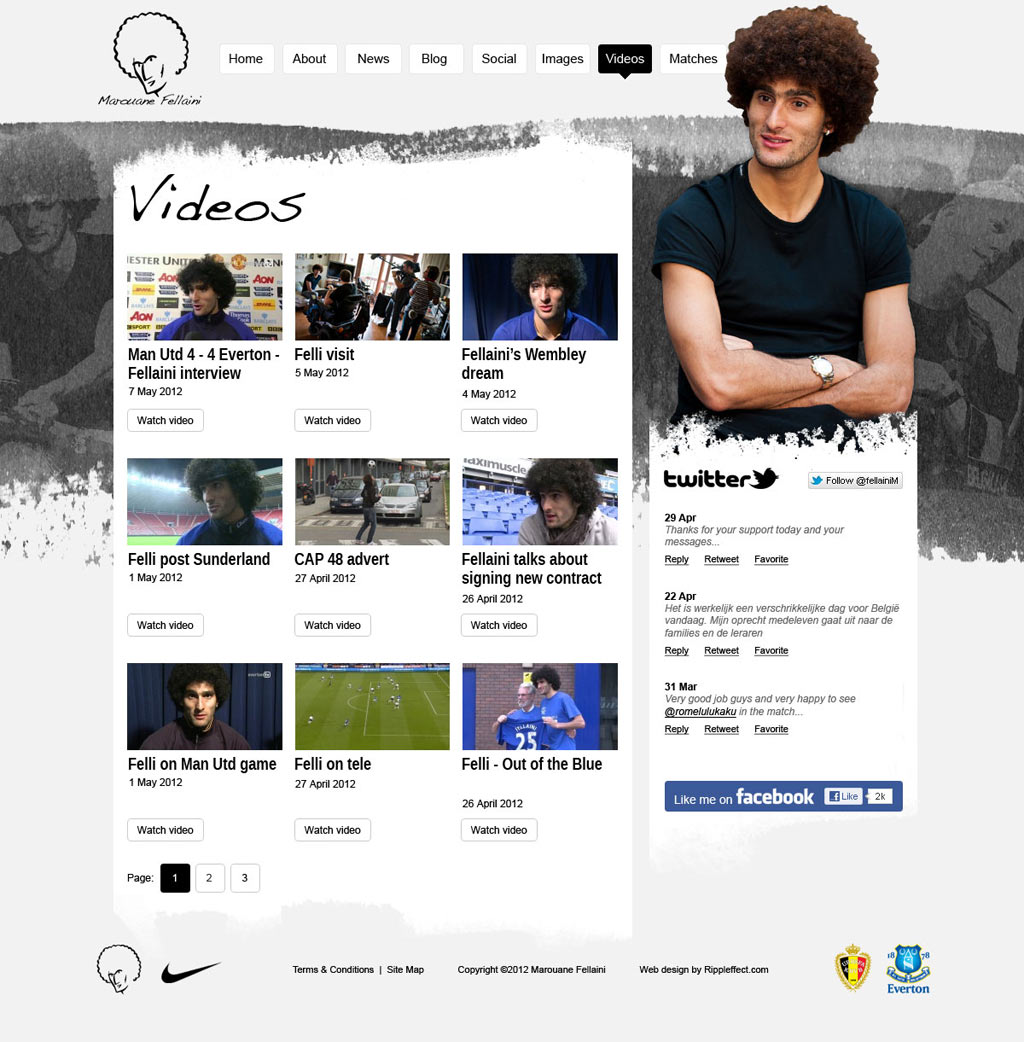 Marouane Fellaini
Home
About
News
Blog
Social
Images
Videos
Matches
Videos
Man Utd 4 - 4 Everton -
Fellaini interview
7 May 2012
Watch video
Felli visit
5 May 2012
Watch video
Fellaini’s Wembley
dream
4 May 2012
Watch video
Felli post Sunderland
1 May 2012
Watch video
CAP 48 advert
27 April 2012
Watch video
Fellaini talks about
signing new contract
26 April 2012
Watch video
Felli on Man Utd game
1 May 2012
Watch video
Felli on tele
27 April 2012
Watch video
FELLAINI
25
Felli - Out of the Blue
26 April 2012
Watch video
Page: 1 2 3
twitter
Follow @fellainiM
29 Apr
Thanks for your support today and your
messages...
Reply Retweet Favorite
22 Apr
Het is werkelijk een verschrikkelijke dag voor België
vandaag. Mijn oprecht medeleven gaat uit naar de
families en de leraren
Reply Retweet Favorite
31 Mar
Very good job guys and very happy to see
@romelulukaku in the match...
Reply Retweet Favorite
Like me on facebook Like 2k
Terms & Conditions | Site Map
Copyright ©2012 Marouane Fellaini
Web design by Rippleffect.com
18 78
Everton